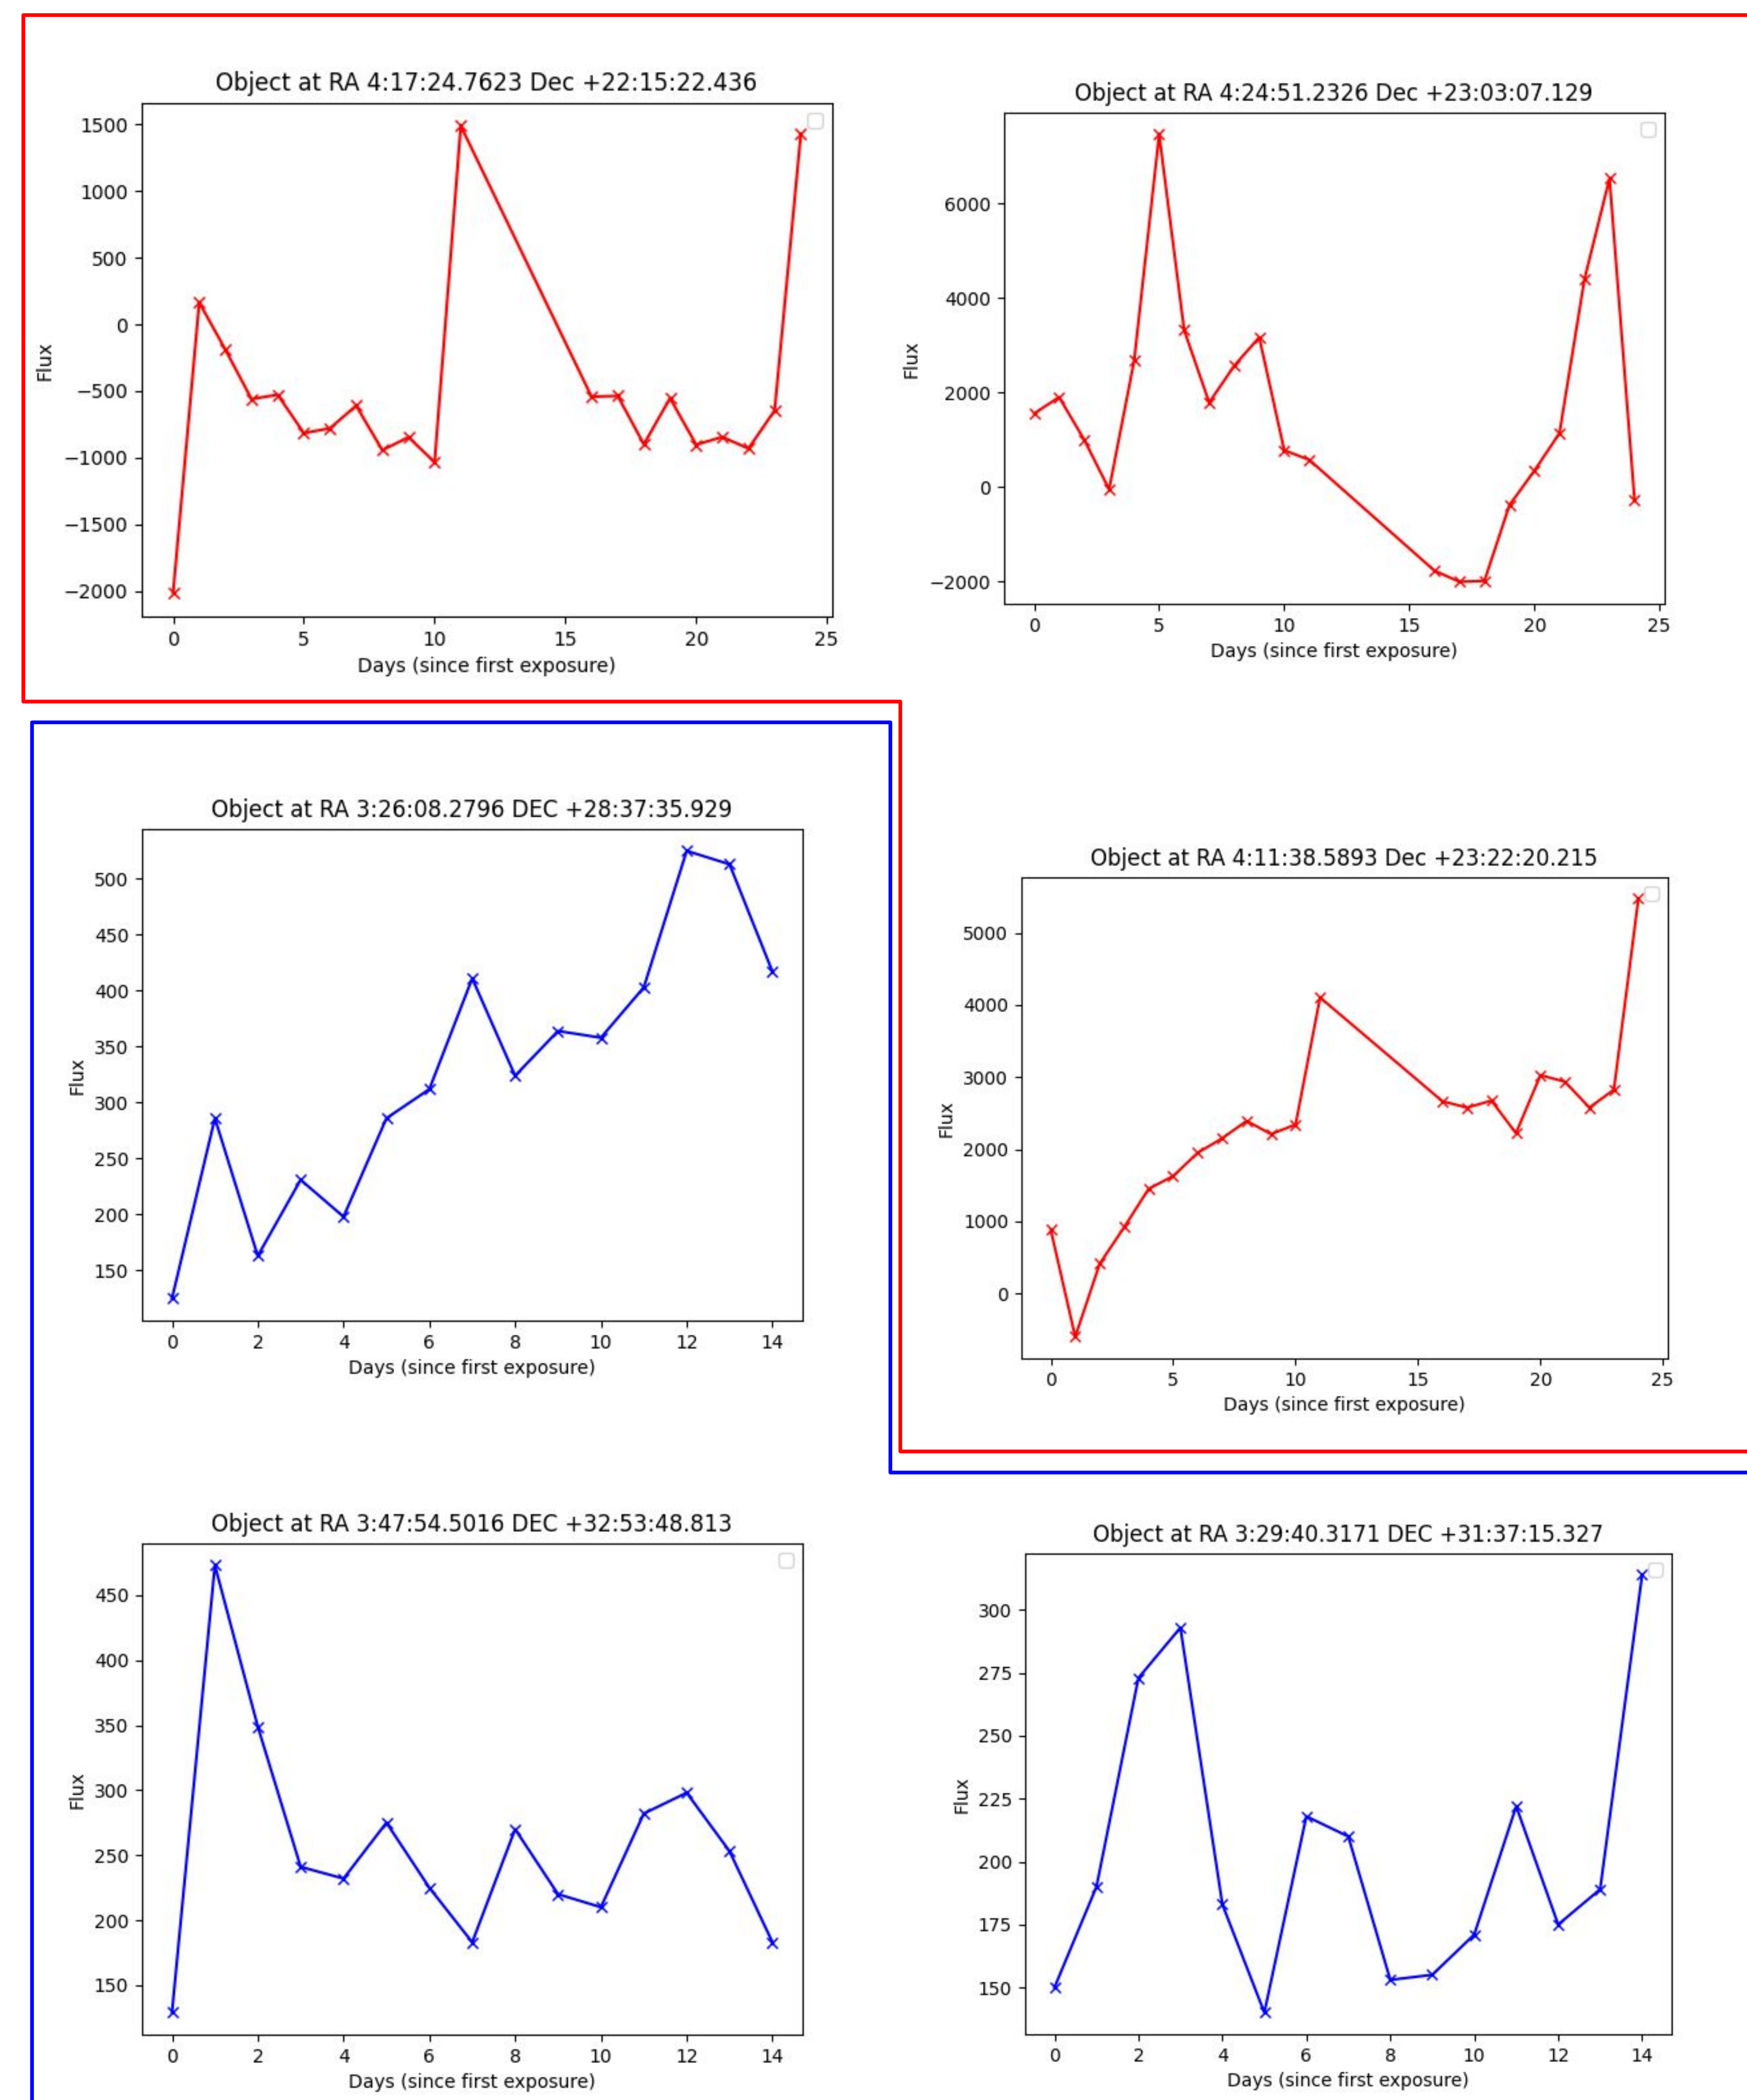 Object at RA 4:17:24.7623 Dec +22:15:22.436
1500
1000
500
0
−500
−1000
−1500
−2000
Flux
0 5 10 15 20 25
Days (since first exposure)
Object at RA 4:24:51.2326 Dec +23:03:07.129
6000
4000
2000
0
−2000
Flux
0 5 10 15 20 25
Days (since first exposure)
Object at RA 3:26:08.2796 DEC +28:37:35.929
500
450
400
350
300
250
200
150
Flux
0 2 4 6 8 10 12 14
Days (since first exposure)
Object at RA 4:11:38.5893 Dec +23:22:20.215
5000
4000
3000
2000
1000
0
Flux
0 5 10 15 20 25
Days (since first exposure)
Object at RA 3:47:54.5016 DEC +32:53:48.813
450
400
350
300
250
200
150
Flux
0 2 4 6 8 10 12 14
Days (since first exposure)
Object at RA 3:29:40.3171 DEC +31:37:15.327
300
275
250
225
200
175
150
Flux
0 2 4 6 8 10 12 14
Days (since first exposure)